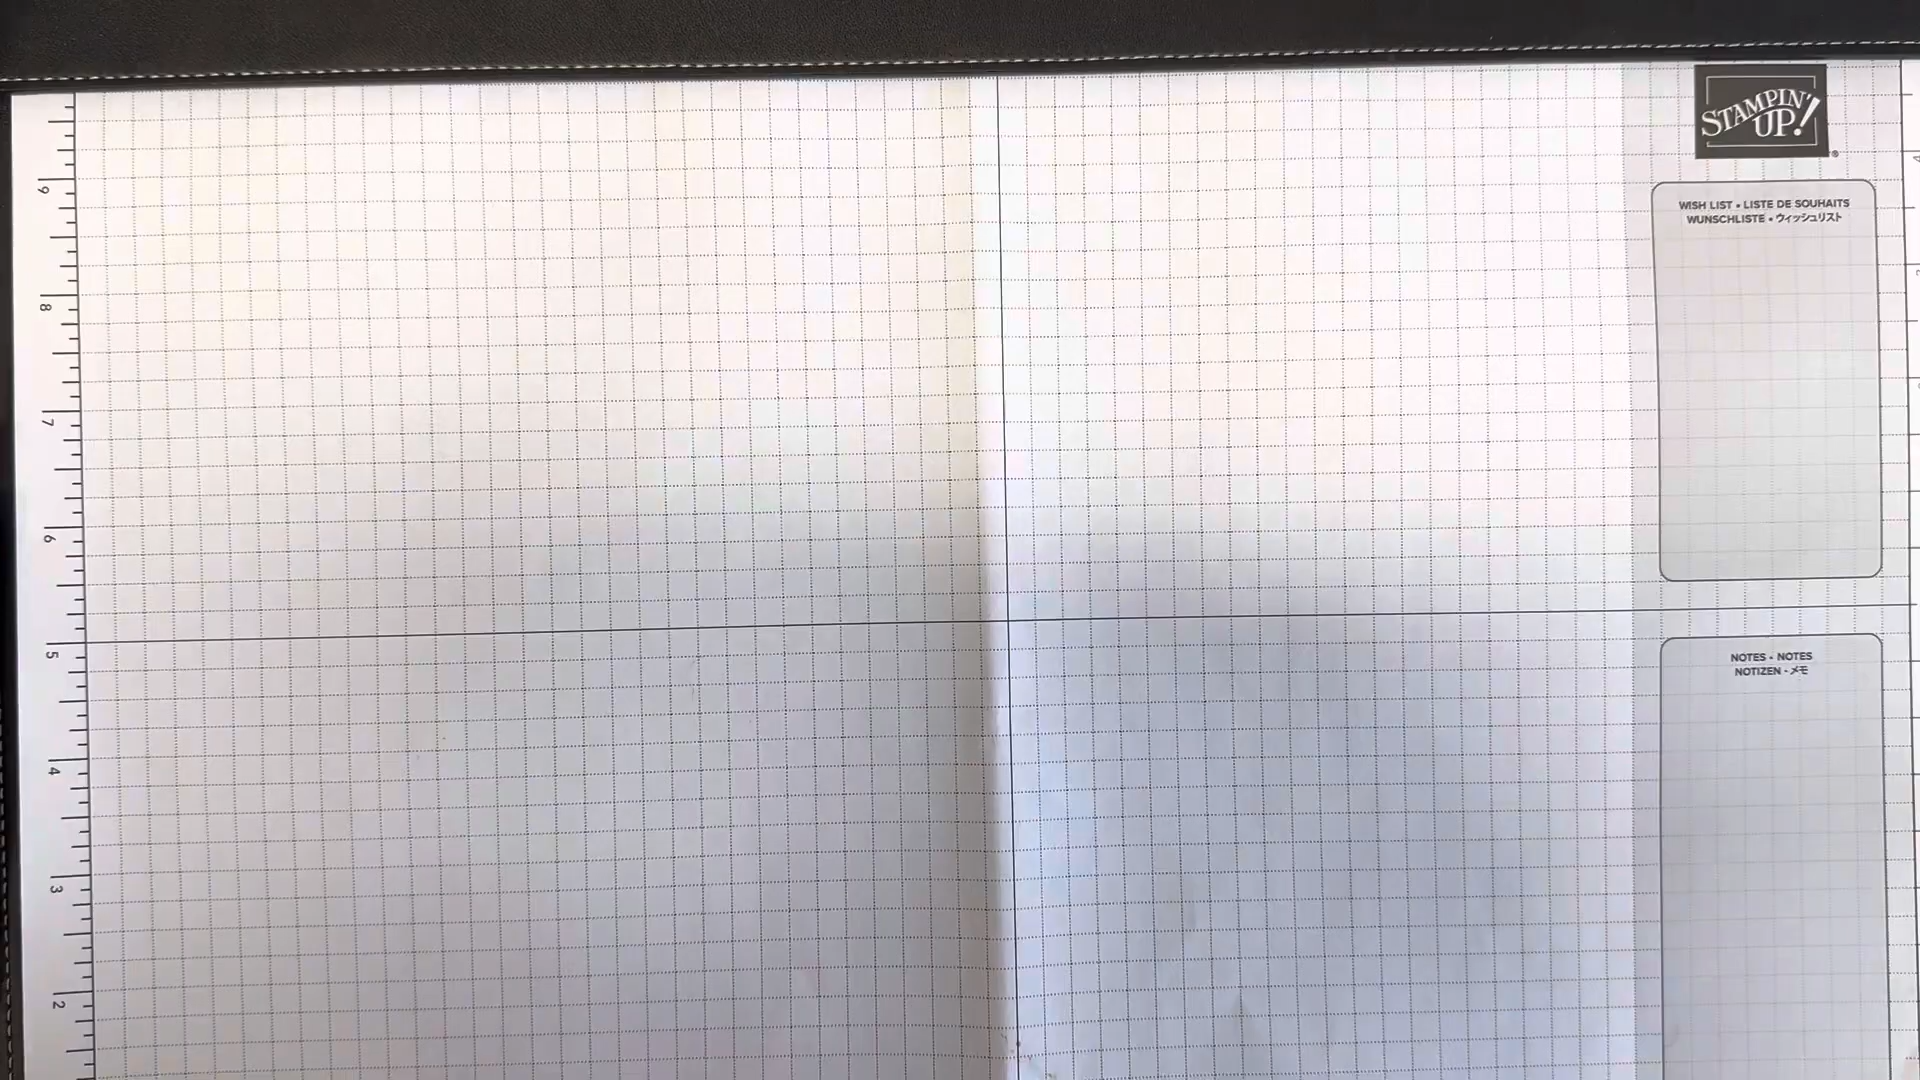 STAMPIN' UP!®
WISH LIST • LISTE DE SOUHAITS
WUNSCHLISTE • ウィッシュリスト
9
8
7
6
5
4
3
2
NOTES • NOTES
NOTIZEN • メモ